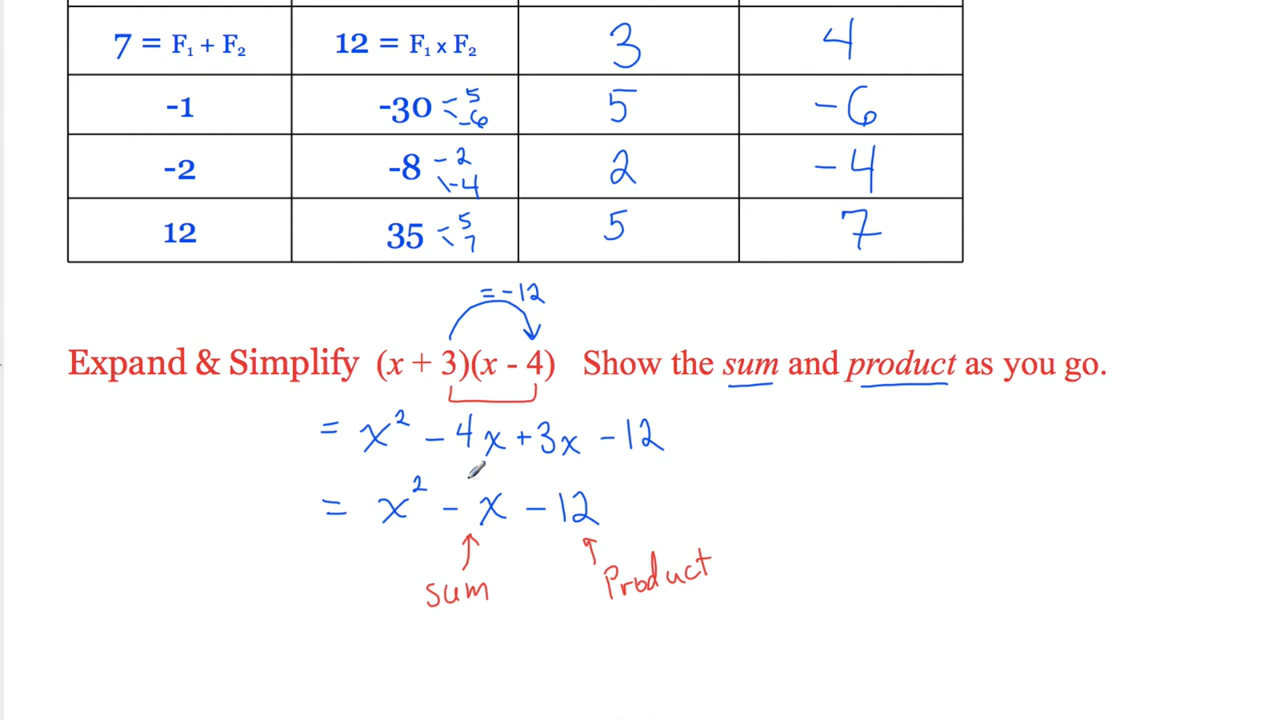 7 = F₁ + F₂ 12 = F₁ x F₂ 3 4
-1 -30 < 5 -6 5 -6
-2 -8 - 2 \ -4 2 -4
12 35 < 5 7 5 7
= -12
Expand & Simplify (x + 3)(x - 4) Show the sum and product as you go.
= x² - 4x + 3x - 12
= x² - x - 12
sum Product